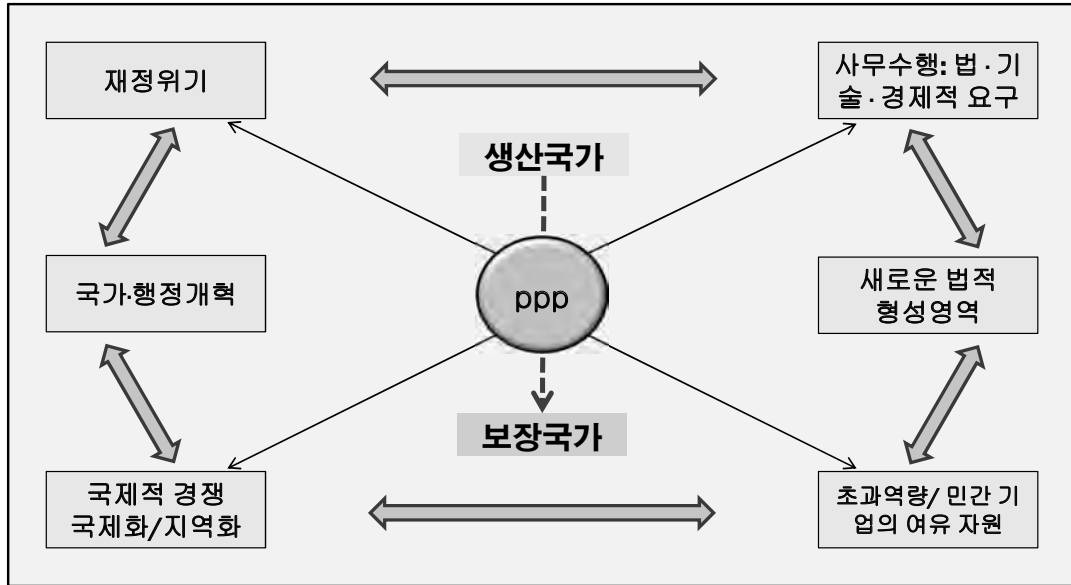 재정위기
사무수행: 법·기
술·경제적 요구
생산국가
국가·행정개혁
ppp
새로운 법적
형성영역
보장국가
국제적 경쟁
국제화/지역화
초과역량/ 민간 기
업의 여유 자원